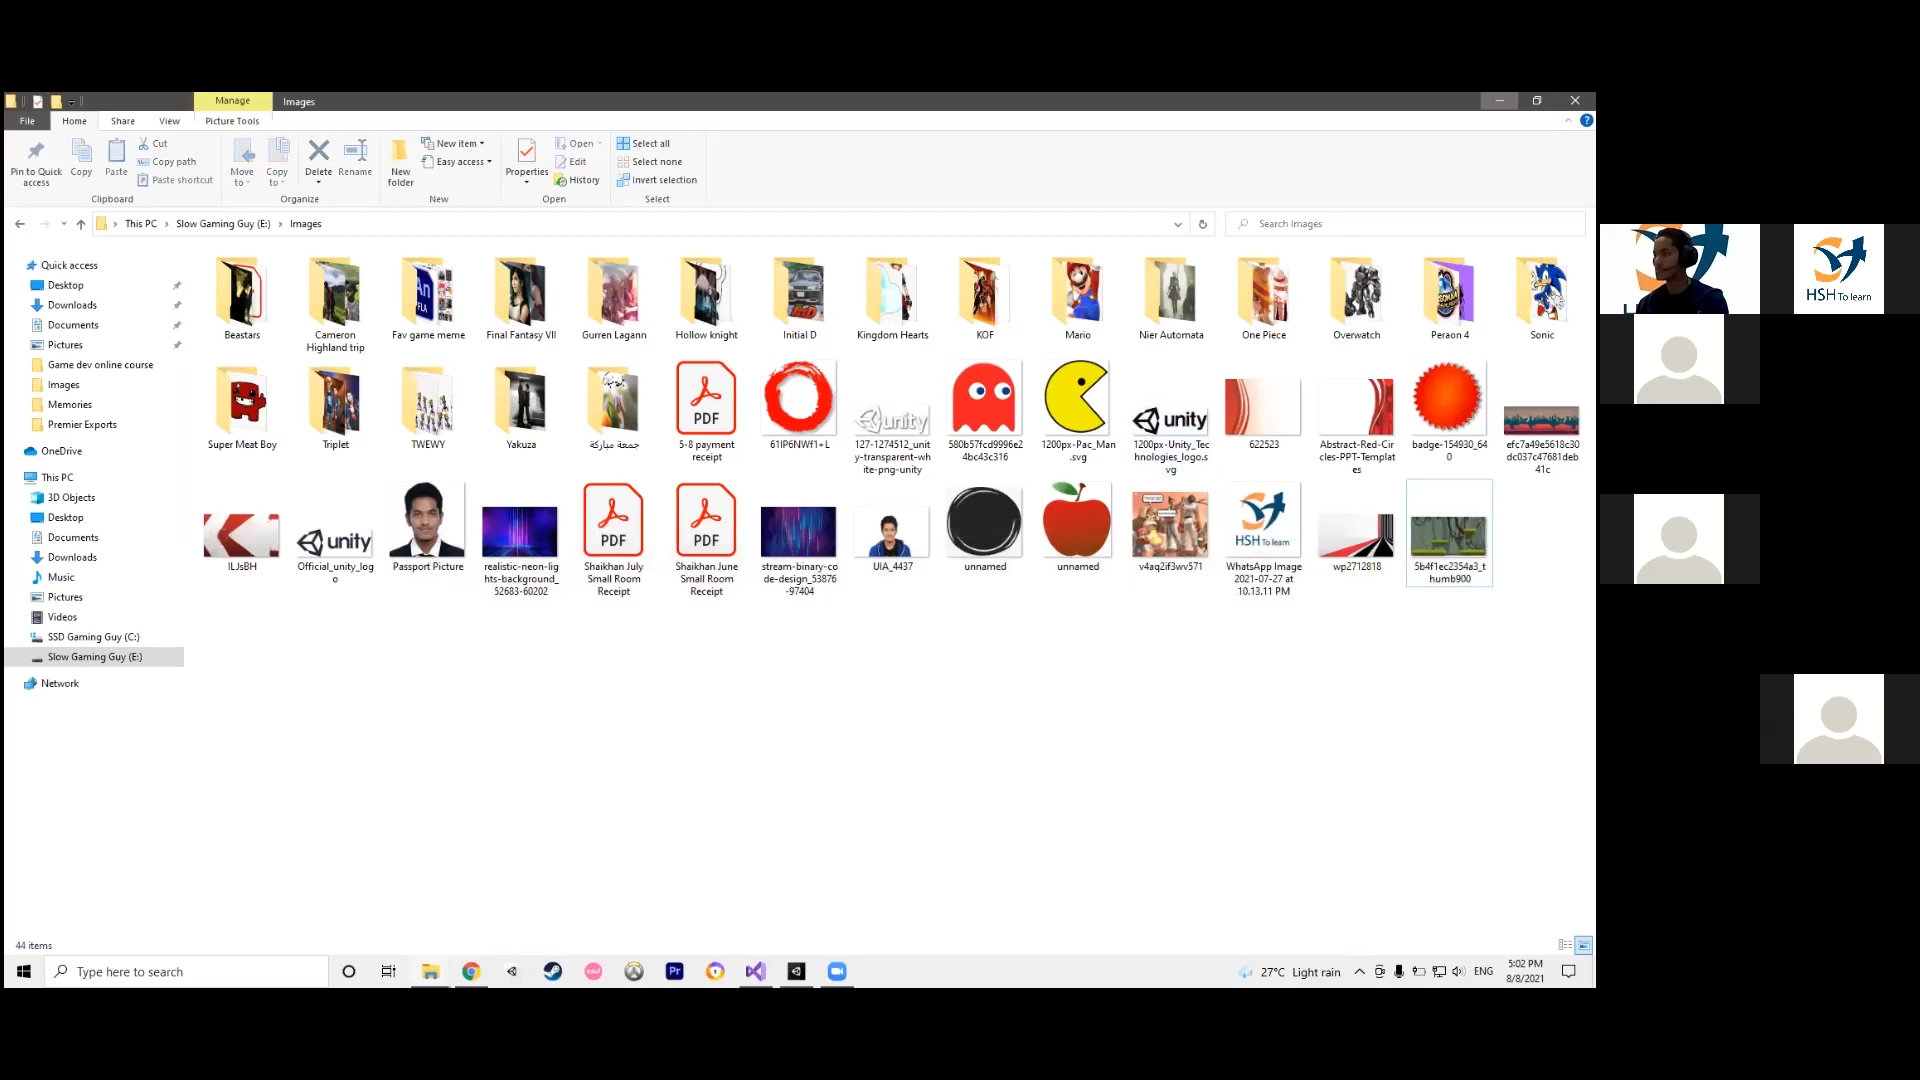 Manage
Images
File
Home
Share
View
Picture Tools
Pin to Quick access
Copy
Paste
Cut
Copy path
Paste shortcut
Move to
Copy to
Delete
Rename
New folder
New item
Easy access
Properties
Open
Edit
History
Select all
Select none
Invert selection
Clipboard
Organize
New
Open
Select
This PC
Slow Gaming Guy (E:)
Images
Search Images
Quick access
Desktop
Downloads
Documents
Pictures
Game dev online course
Images
Memories
Premier Exports
OneDrive
This PC
3D Objects
Desktop
Documents
Downloads
Music
Pictures
Videos
SSD Gaming Guy (C:)
Slow Gaming Guy (E:)
Network
Beastars
Cameron Highland trip
Fav game meme
Final Fantasy VII
Gurren Lagann
Hollow knight
Initial D
Kingdom Hearts
KOF
Mario
Nier Automata
One Piece
Overwatch
Peraon 4
Sonic
Super Meat Boy
Triplet
TWEWY
Yakuza
جمعة مباركة
PDF
5-8 payment receipt
61IP6NWf1+L
unity
127-1274512_unity-transparent-white-png-unity
580b57fcd9996e24bc43c316
1200px-Pac_Man.svg
unity
1200px-Unity_Technologies_logo.svg
622523
Abstract-Red-Circles-PPT-Templates
badge-154930_640
efc7a49e5618c30dc037c47681deb41c
ILJsBH
unity
Official_unity_logo
Passport Picture
realistic-neon-lights-background_52683-60202
PDF
Shaikhan July Small Room Receipt
PDF
Shaikhan June Small Room Receipt
stream-binary-code-design_53876-97404
UIA_4437
unnamed
unnamed
v4aq2if3wv571
HSH To learn
WhatsApp Image 2021-07-27 at 10.13.11 PM
wp2712818
5b4f1ec2354a3_thumb900
44 items
Type here to search
Pr
27°C Light rain
ENG
5:02 PM
8/8/2021
HSH To learn